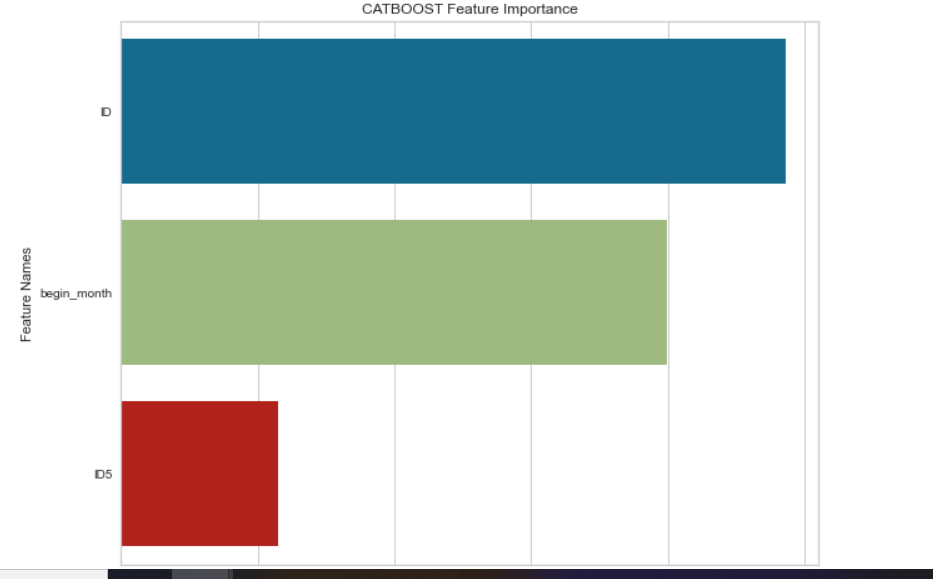 CATBOOST Feature Importance
ID
Feature Names
begin_month
ID5